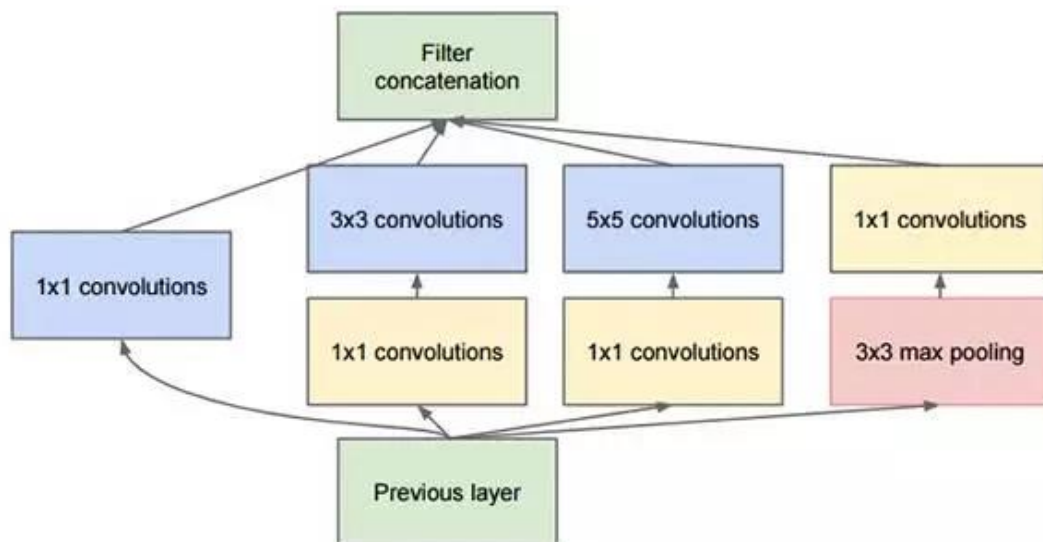 Filter
concatenation
3x3 convolutions
5x5 convolutions
1x1 convolutions
1x1 convolutions
1x1 convolutions
1x1 convolutions
3x3 max pooling
Previous layer